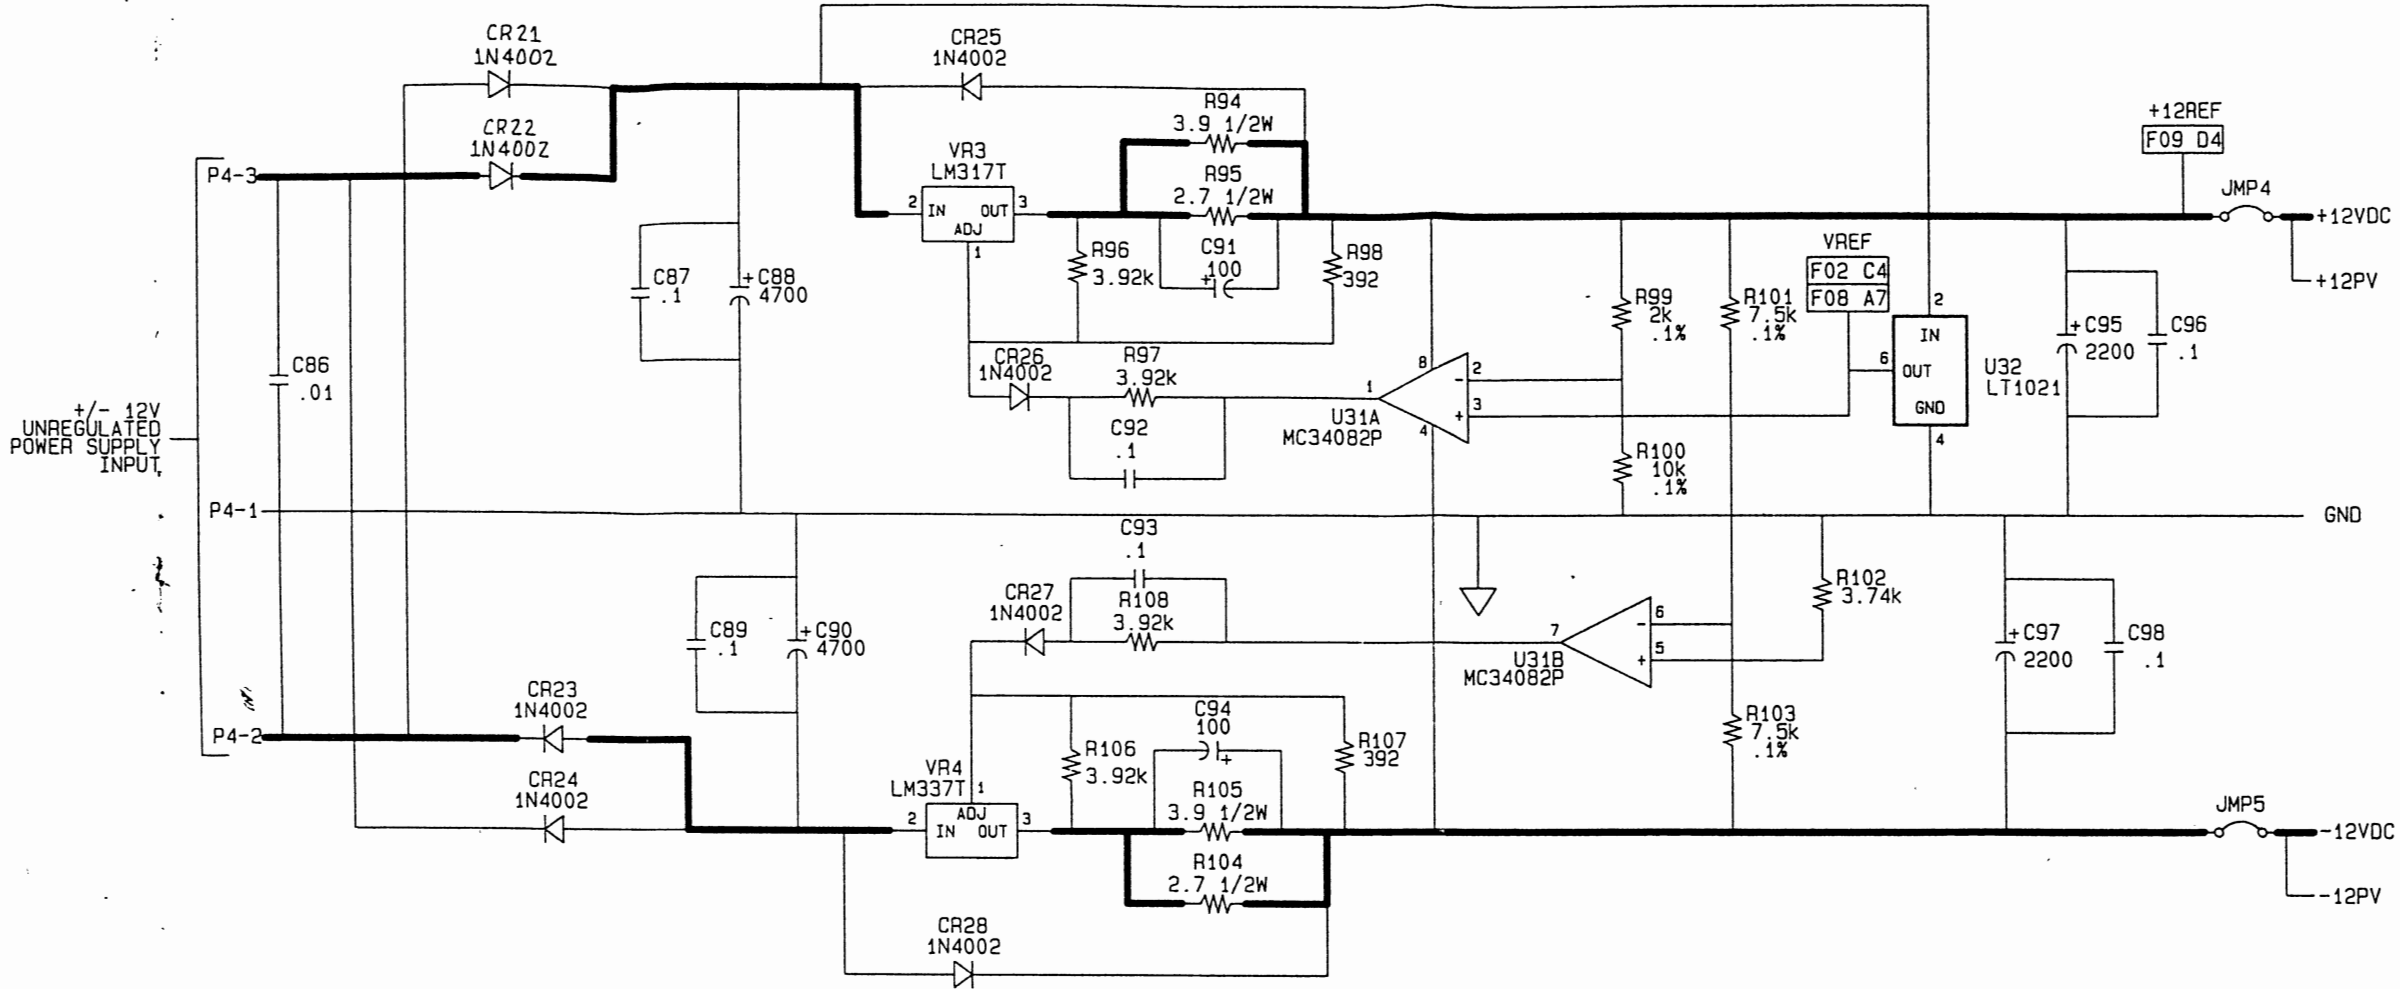 CR21
1N4002
CR25
1N4002
R94
3.9 1/2W
+12REF
F09 D4
CR22
1N4002
P4-3
VR3
LM317T
2
IN
OUT
3
ADJ
1
R95
2.7 1/2W
JMP4
+12VDC
+12PV
R96
3.92k
C91
+
100
R98
392
VREF
F02 C4
F08 A7
C87
.1
+
C88
4700
R99
2k
.1%
R101
7.5k
.1%
2
IN
6
OUT
GND
4
U32
LT1021
+
C95
2200
C96
.1
C86
.01
CR26
1N4002
R97
3.92k
C92
.1
8
1
2
-
3
+
4
U31A
MC34082P
R100
10k
.1%
+/- 12V
UNREGULATED
POWER SUPPLY
INPUT
P4-1
GND
C93
.1
CR27
1N4002
R108
3.92k
7
6
-
5
+
U31B
MC34082P
R102
3.74k
C89
.1
+
C90
4700
+
C97
2200
C98
.1
P4-2
CR23
1N4002
CR24
1N4002
C94
100
+
R106
3.92k
R107
392
R103
7.5k
.1%
VR4
LM337T
1
ADJ
2
IN
OUT
3
R105
3.9 1/2W
R104
2.7 1/2W
JMP5
-12VDC
-12PV
CR28
1N4002